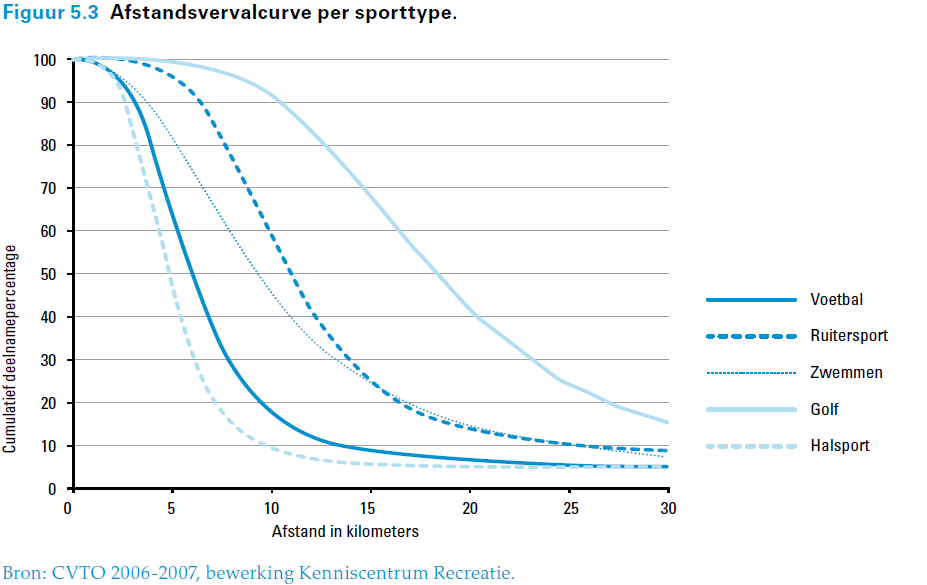 Figuur 5.3 Afstandsvervalcurve per sporttype.
Cumulatief deelnamepercentage
100
90
80
70
60
50
40
30
20
10
0
0 5 10 15 20 25 30
Afstand in kilometers
Voetbal
Ruitersport
Zwemmen
Golf
Halsport
Bron: CVTO 2006-2007, bewerking Kenniscentrum Recreatie.